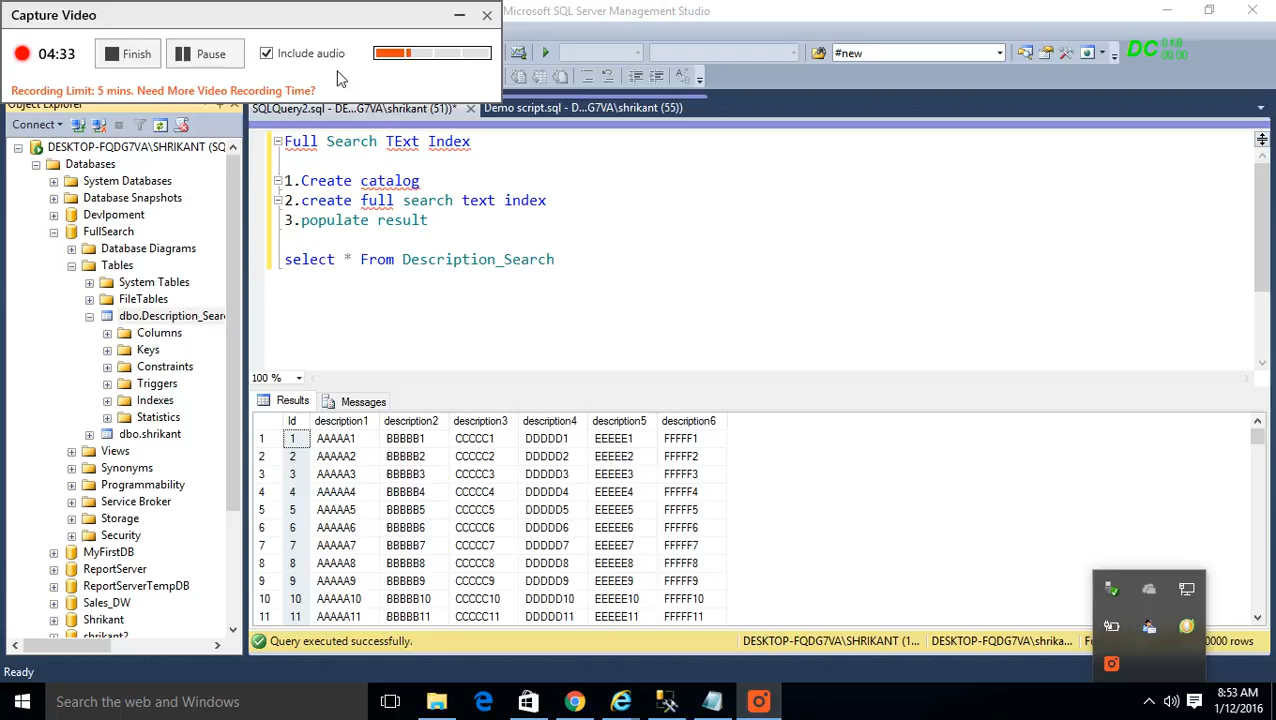 Capture Video
Microsoft SQL Server Management Studio
04:33
Finish
Pause
Include audio
#new
DC 0 KB
00:00
Recording Limit: 5 mins. Need More Video Recording Time?
Object Explorer
SQLQuery2.sql - DE...G7VA\shrikant (51))*
Demo script.sql - D...G7VA\shrikant (55))
Connect
DESKTOP-FQDG7VA\SHRIKANT (SQ
Databases
System Databases
Database Snapshots
Devlpoment
FullSearch
Database Diagrams
Tables
System Tables
FileTables
dbo.Description_Sear
Columns
Keys
Constraints
Triggers
Indexes
Statistics
dbo.shrikant
Views
Synonyms
Programmability
Service Broker
Storage
Security
MyFirstDB
ReportServer
ReportServerTempDB
Sales_DW
Shrikant
shrikant2
Full Search TExt Index
1.Create catalog
2.create full search text index
3.populate result
select * From Description_Search
100 %
Results
Messages
Id description1 description2 description3 description4 description5 description6
1 1 AAAAA1 BBBBB1 CCCCC1 DDDDD1 EEEEE1 FFFFF1
2 2 AAAAA2 BBBBB2 CCCCC2 DDDDD2 EEEEE2 FFFFF2
3 3 AAAAA3 BBBBB3 CCCCC3 DDDDD3 EEEEE3 FFFFF3
4 4 AAAAA4 BBBBB4 CCCCC4 DDDDD4 EEEEE4 FFFFF4
5 5 AAAAA5 BBBBB5 CCCCC5 DDDDD5 EEEEE5 FFFFF5
6 6 AAAAA6 BBBBB6 CCCCC6 DDDDD6 EEEEE6 FFFFF6
7 7 AAAAA7 BBBBB7 CCCCC7 DDDDD7 EEEEE7 FFFFF7
8 8 AAAAA8 BBBBB8 CCCCC8 DDDDD8 EEEEE8 FFFFF8
9 9 AAAAA9 BBBBB9 CCCCC9 DDDDD9 EEEEE9 FFFFF9
10 10 AAAAA10 BBBBB10 CCCCC10 DDDDD10 EEEEE10 FFFFF10
11 11 AAAAA11 BBBBB11 CCCCC11 DDDDD11 EEEEE11 FFFFF11
Query executed successfully.
DESKTOP-FQDG7VA\SHRIKANT (1...
DESKTOP-FQDG7VA\shrika...
Fu
0000 rows
Ready
Search the web and Windows
8:53 AM
1/12/2016